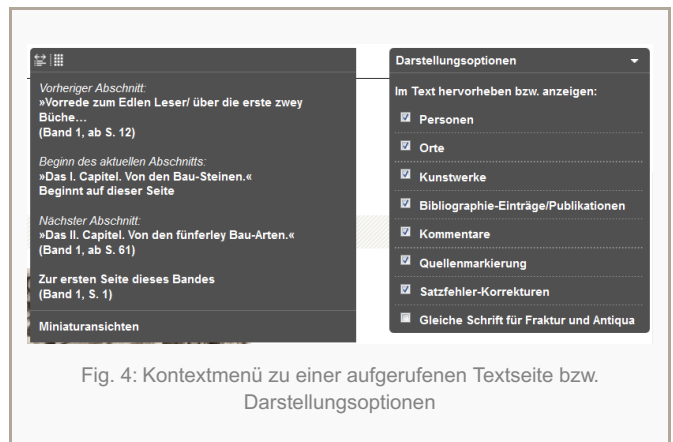 Vorheriger Abschnitt:
»Vorrede zum Edlen Leser/ über die erste zwey
Büche…
(Band 1, ab S. 12)
Beginn des aktuellen Abschnitts:
»Das I. Capitel. Von den Bau-Steinen.«
Beginnt auf dieser Seite
Nächster Abschnitt:
»Das II. Capitel. Von den fünferley Bau-Arten.«
(Band 1, ab S. 61)
Zur ersten Seite dieses Bandes
(Band 1, S. 1)
Miniaturansichten
Darstellungsoptionen
Im Text hervorheben bzw. anzeigen:
Personen
Orte
Kunstwerke
Bibliographie-Einträge/Publikationen
Kommentare
Quellenmarkierung
Satzfehler-Korrekturen
Gleiche Schrift für Fraktur und Antiqua
Fig. 4: Kontextmenü zu einer aufgerufenen Textseite bzw.
Darstellungsoptionen